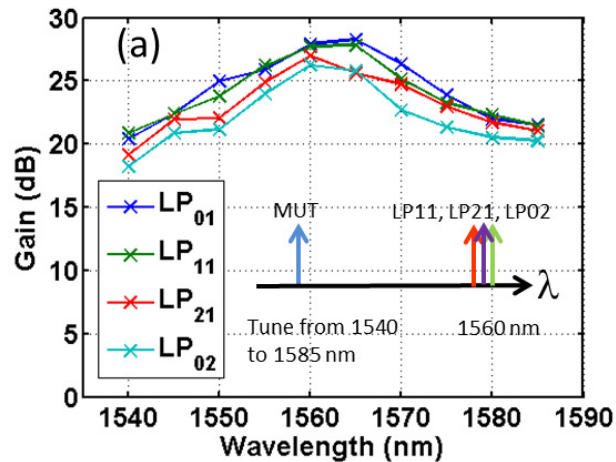 (a)
30
25
20
15
10
5
0
Gain (dB)
LP01
LP11
LP21
LP02
MUT
LP11, LP21, LP02
λ
Tune from 1540
to 1585 nm
1560 nm
1540 1550 1560 1570 1580 1590
Wavelength (nm)